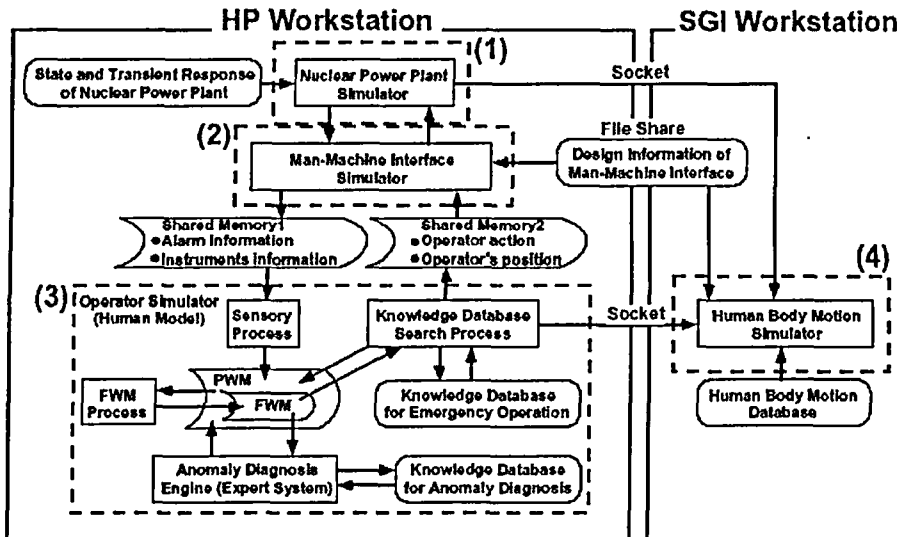 HP Workstation
SGI Workstation
(1)
State and Transient Response
of Nuclear Power Plant
Nuclear Power Plant
Simulator
Socket
(2)
File Share
Man-Machine Interface
Simulator
Design Information of
Man-Machine Interface
Shared Memory1
●Alarm Information
●Instruments information
Shared Memory2
●Operator action
●Operator's position
(3)
(4)
Operator Simulator
(Human Model)
Sensory
Process
Knowledge Database
Search Process
Socket
Human Body Motion
Simulator
PWM
FWM
Process
FWM
Knowledge Database
for Emergency Operation
Human Body Motion
Database
Anomaly Diagnosis
Engine (Expert System)
Knowledge Database
for Anomaly Diagnosis